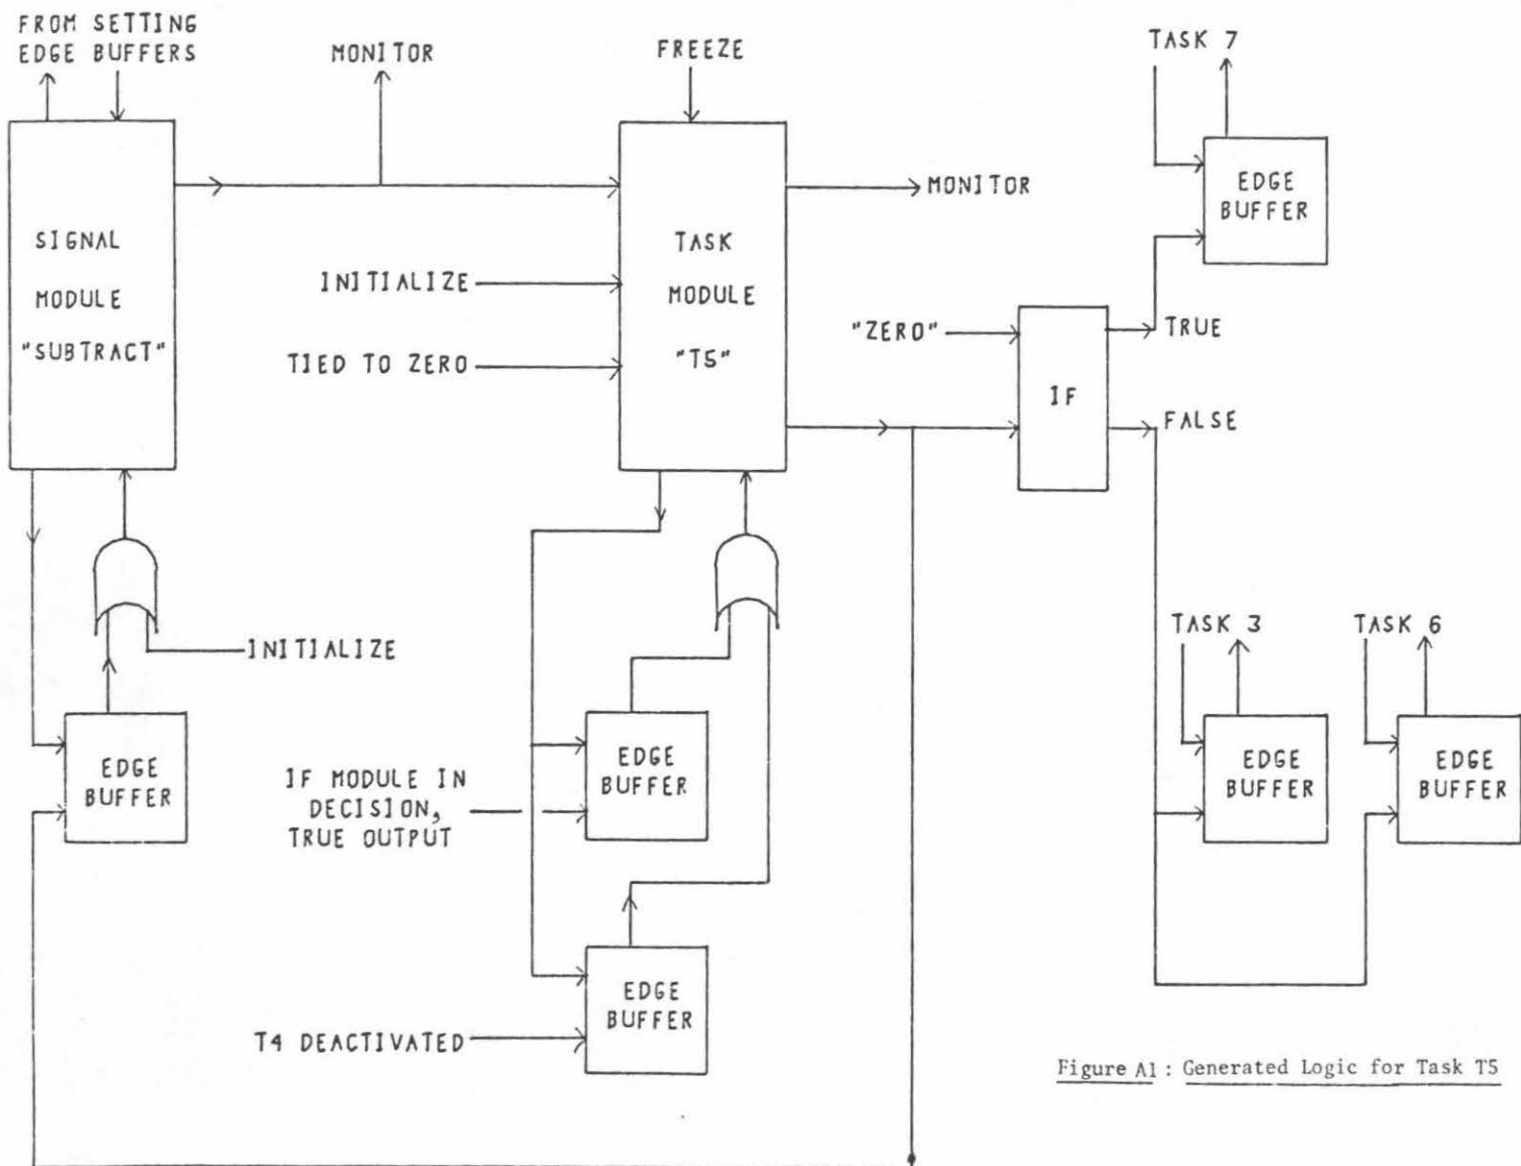 FROM SETTING
EDGE BUFFERS
MONITOR
FREEZE
TASK 7
EDGE
BUFFER
MONITOR
SIGNAL
MODULE
"SUBTRACT"
TASK
MODULE
"T5"
INITIALIZE
TIED TO ZERO
"ZERO"
IF
TRUE
FALSE
INITIALIZE
TASK 3
TASK 6
EDGE
BUFFER
IF MODULE IN
DECISION,
TRUE OUTPUT
EDGE
BUFFER
EDGE
BUFFER
EDGE
BUFFER
EDGE
BUFFER
T4 DEACTIVATED
Figure A1 : Generated Logic for Task T5